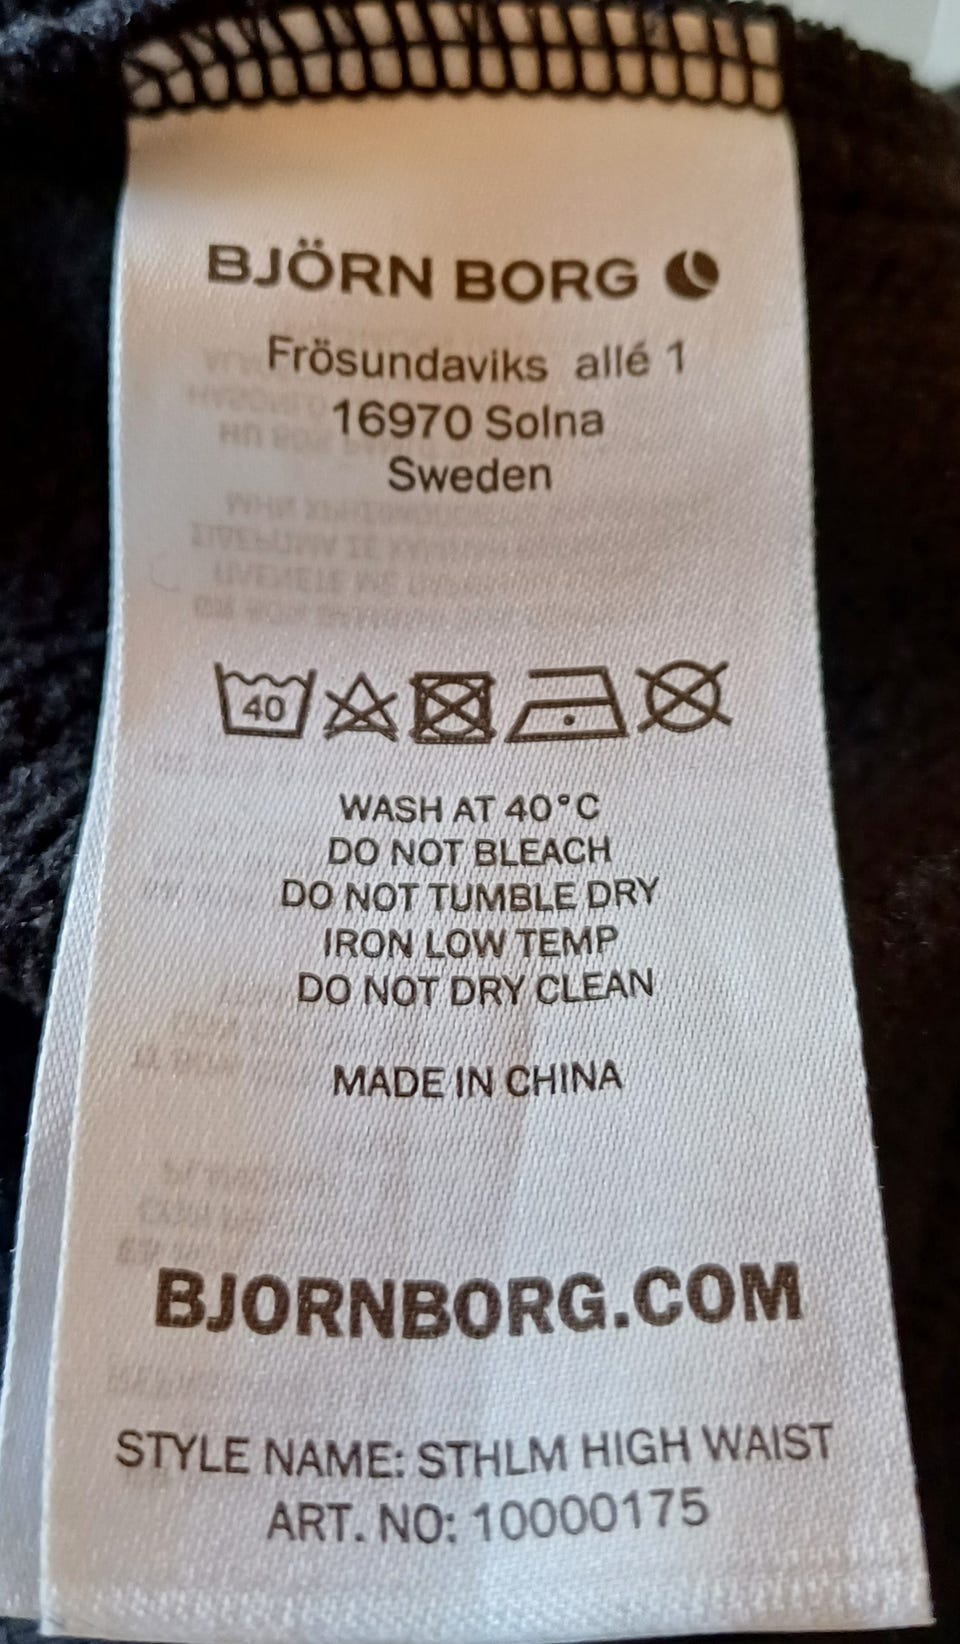 BJÖRN BORG
Frösundaviks allé 1
16970 Solna
Sweden
40
WASH AT 40°C
DO NOT BLEACH
DO NOT TUMBLE DRY
IRON LOW TEMP
DO NOT DRY CLEAN
MADE IN CHINA
BJORNBORG.COM
STYLE NAME: STHLM HIGH WAIST
ART. NO: 10000175